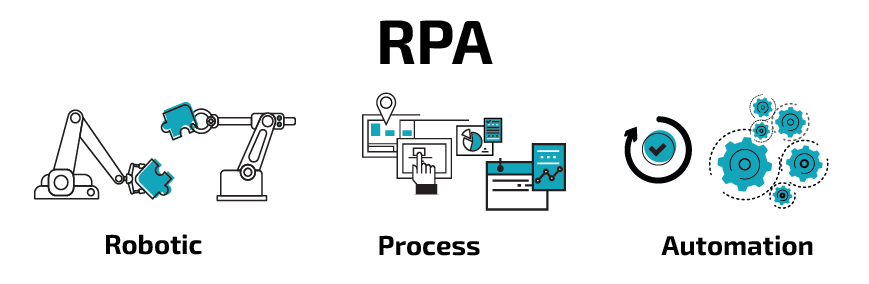 RPA
Robotic
Process
Automation